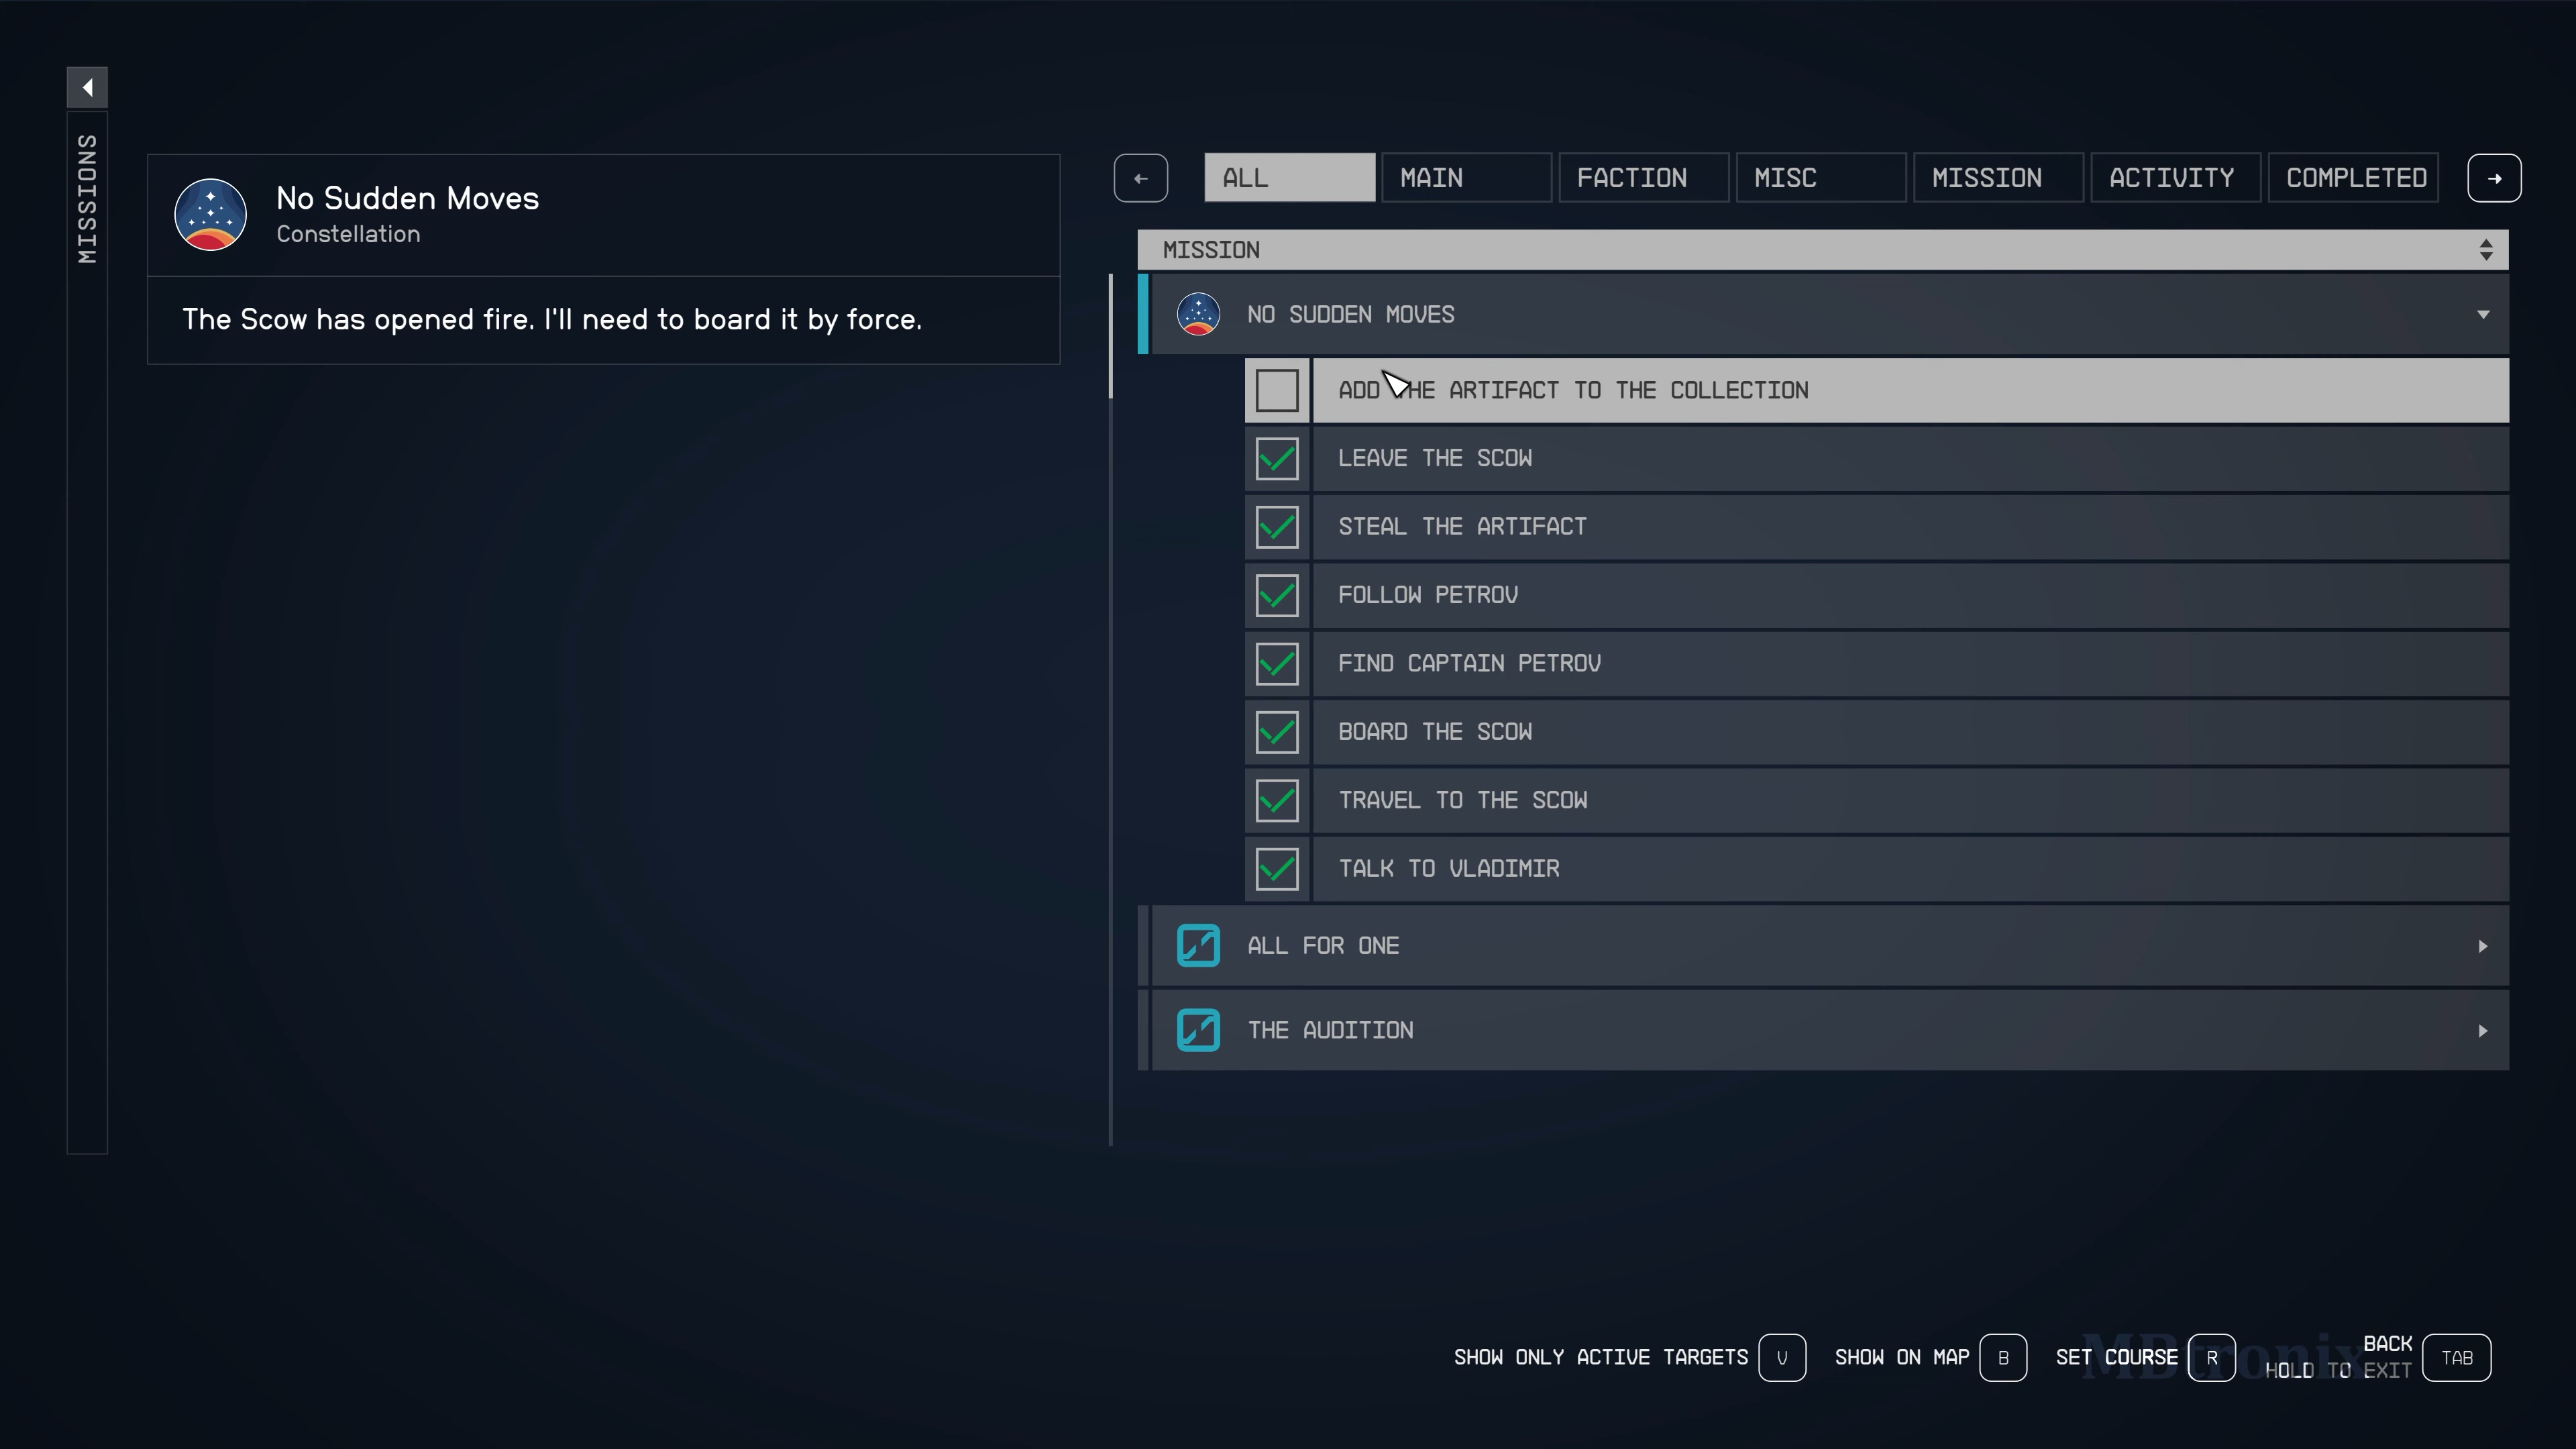 MISSIONS
No Sudden Moves
Constellation
The Scow has opened fire. I'll need to board it by force.
ALL
MAIN
FACTION
MISC
MISSION
ACTIVITY
COMPLETED
MISSION
NO SUDDEN MOVES
ADD THE ARTIFACT TO THE COLLECTION
LEAVE THE SCOW
STEAL THE ARTIFACT
FOLLOW PETROV
FIND CAPTAIN PETROV
BOARD THE SCOW
TRAVEL TO THE SCOW
TALK TO VLADIMIR
ALL FOR ONE
THE AUDITION
SHOW ONLY ACTIVE TARGETS V
SHOW ON MAP B
SET COURSE R
BACK
HOLD TO EXIT
TAB
MBtronix